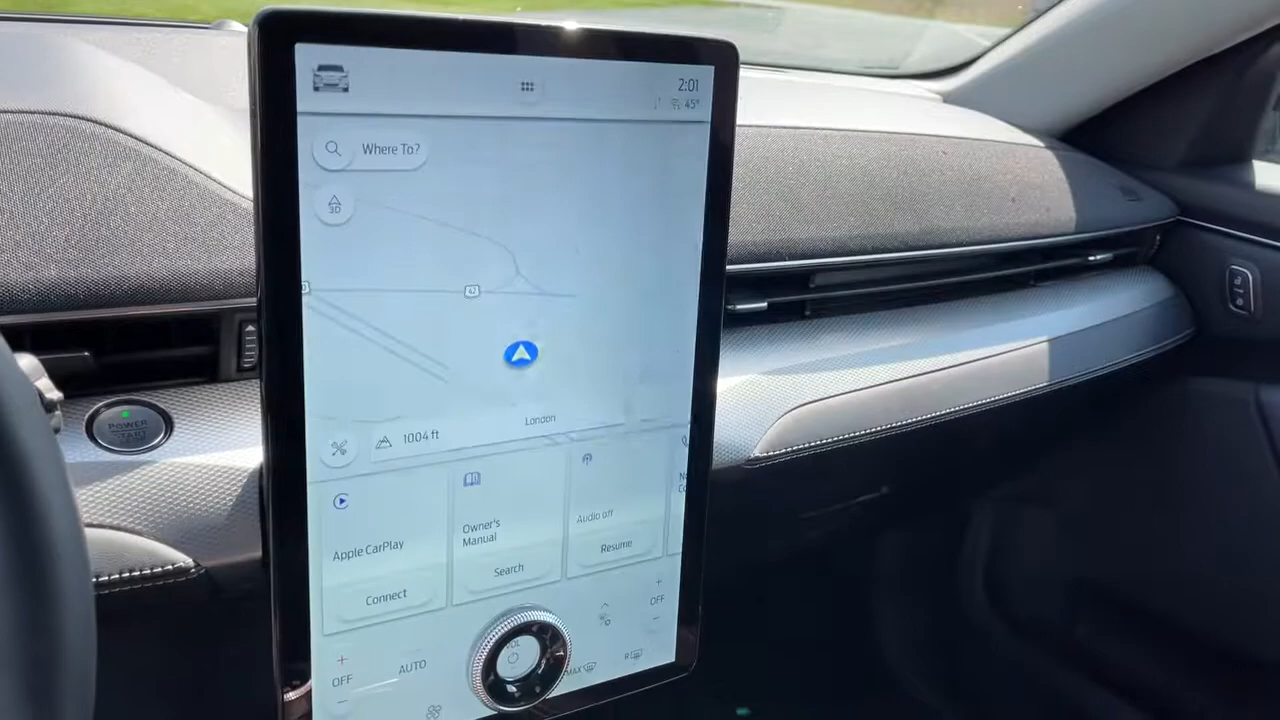 2:01
45°
Where To?
3D
42
London
1004 ft
Apple CarPlay
Connect
Owner's
Manual
Search
Audio off
Resume
POWER
START
OFF
AUTO
VOL
MAX
R
OFF